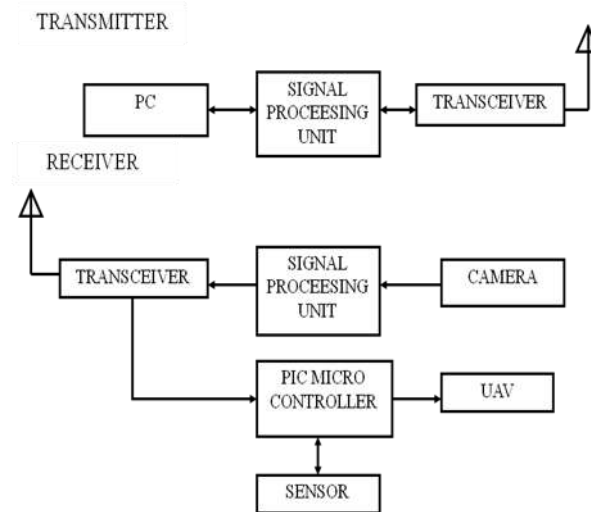 TRANSMITTER
PC
SIGNAL
PROCEESING
UNIT
TRANSCEIVER
RECEIVER
TRANSCEIVER
SIGNAL
PROCEESING
UNIT
CAMERA
PIC MICRO
CONTROLLER
UAV
SENSOR